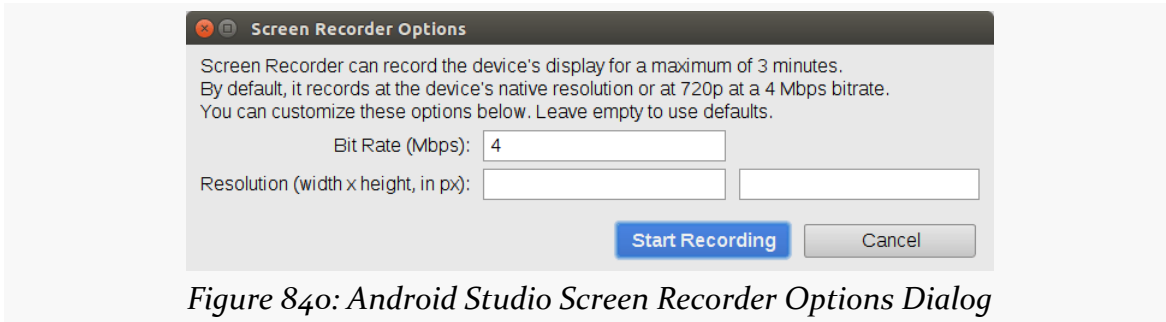 Screen Recorder Options
Screen Recorder can record the device's display for a maximum of 3 minutes.
By default, it records at the device's native resolution or at 720p at a 4 Mbps bitrate.
You can customize these options below. Leave empty to use defaults.
Bit Rate (Mbps): 4
Resolution (width x height, in px):
Start Recording Cancel
Figure 840: Android Studio Screen Recorder Options Dialog